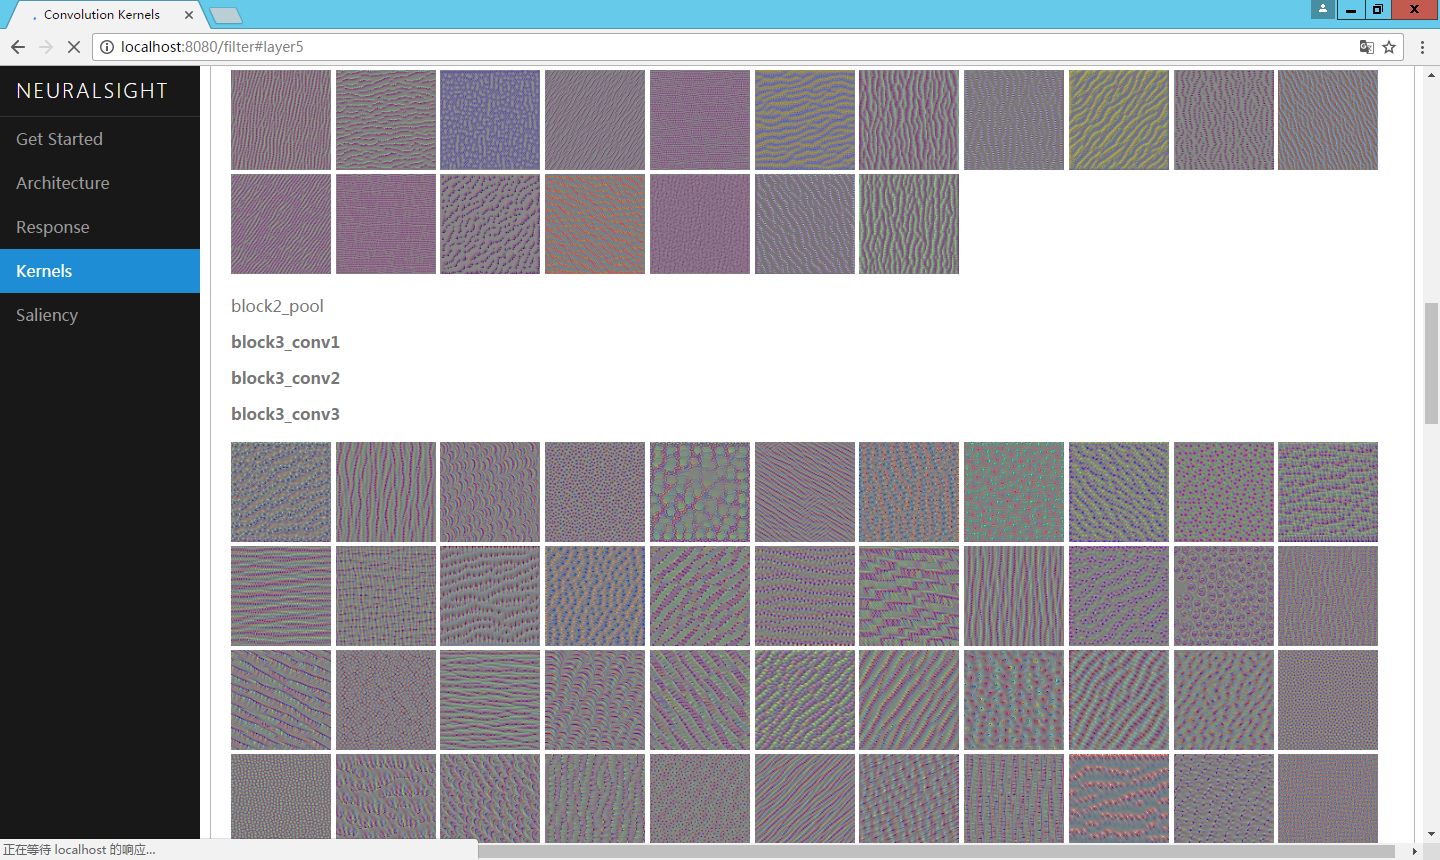 Convolution Kernels
localhost:8080/filter#layer5
NEURALSIGHT
Get Started
Architecture
Response
Kernels
Saliency
block2_pool
block3_conv1
block3_conv2
block3_conv3
正在等待 localhost 的响应...